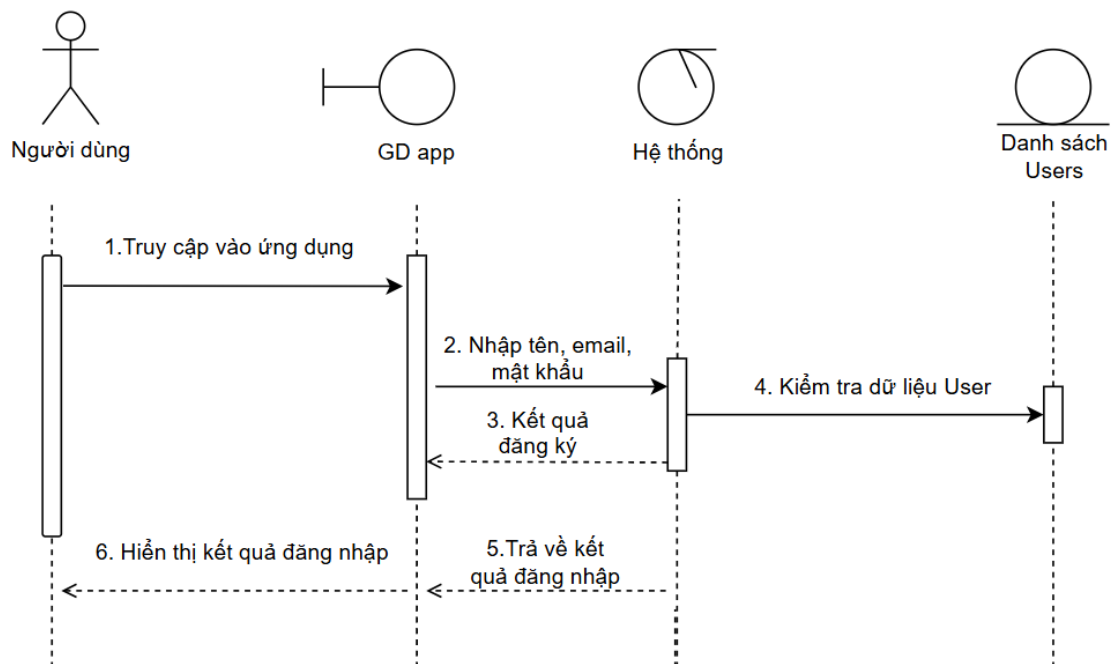 Người dùng
GD app
Hệ thống
Danh sách
Users
1.Truy cập vào ứng dụng
2. Nhập tên, email,
mật khẩu
4. Kiểm tra dữ liệu User
3. Kết quả
đăng ký
6. Hiển thị kết quả đăng nhập
5.Trả về kết
quả đăng nhập